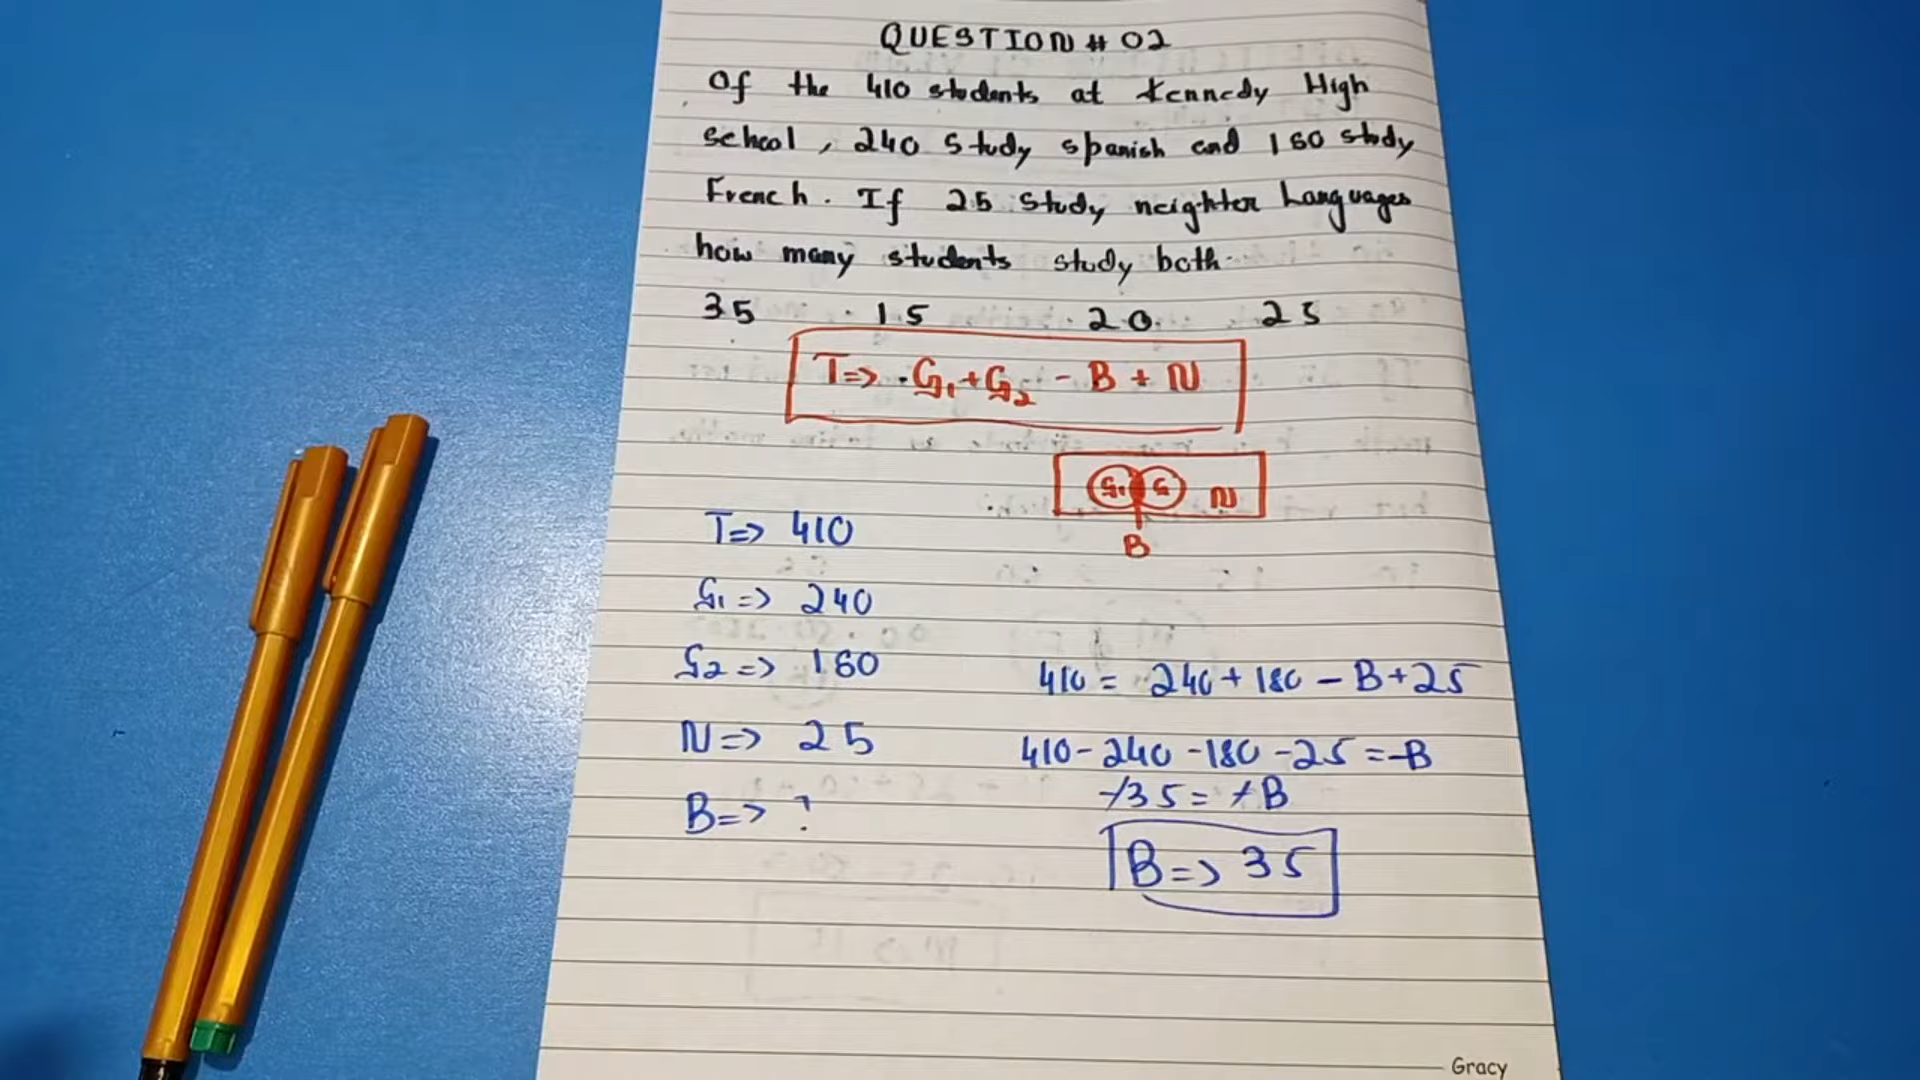 QUESTION # 02
Of the 410 students at Kennedy High
school, 240 Study spanish and 180 study
French. If 25 study neighter Languages
how many students study both
35 15 20 25
T=> G1+G2 - B + N
G1 G N
B
T=> 410
G1 => 240
G2 => 180
410 = 240+180 - B+25
N => 25
410-240-180-25 = -B
-35 = -B
B=> ?
B=> 35
Gracy